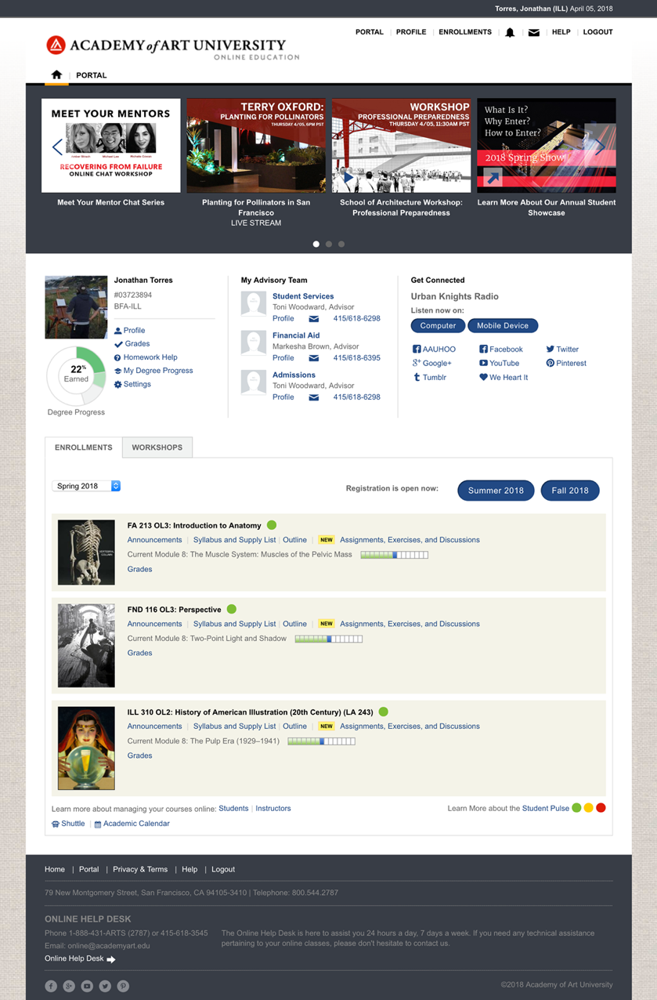 Torres, Jonathan (ILL) April 05, 2018
PORTAL | PROFILE | ENROLLMENTS | | | HELP | LOGOUT
ACADEMY of ART UNIVERSITY
ONLINE EDUCATION
| PORTAL
MEET YOUR MENTORS
Michael Lee
RECOVERING FROM FAILURE
ONLINE CHAT WORKSHOP
TERRY OXFORD:
PLANTING FOR POLLINATORS
THURSDAY 4/05, 6PM PST
WORKSHOP
PROFESSIONAL PREPAREDNESS
THURSDAY 4/05, 11:30AM PST
What Is It?
Why Enter?
How to Enter?
2018 Spring Show
Meet Your Mentor Chat Series
Planting for Pollinators in San
Francisco
LIVE STREAM
School of Architecture Workshop:
Professional Preparedness
Learn More About Our Annual Student
Showcase
Jonathan Torres
#03723894
BFA-ILL
Profile
Grades
Homework Help
My Degree Progress
Settings
22%
Earned
Degree Progress
My Advisory Team
Student Services
Toni Woodward, Advisor
Profile 415/618-6298
Financial Aid
Markesha Brown, Advisor
Profile 415/618-6395
Admissions
Toni Woodward, Advisor
Profile 415/618-6298
Get Connected
Urban Knights Radio
Listen now on:
Computer Mobile Device
AAUHOO Facebook Twitter
Google+ YouTube Pinterest
Tumblr We Heart It
ENROLLMENTS WORKSHOPS
Spring 2018
Registration is open now: Summer 2018 Fall 2018
FA 213 OL3: Introduction to Anatomy
Announcements | Syllabus and Supply List | Outline | NEW Assignments, Exercises, and Discussions
Current Module 8: The Muscle System: Muscles of the Pelvic Mass
Grades
VERTEBRAL
COLUMN
FND 116 OL3: Perspective
Announcements | Syllabus and Supply List | Outline | NEW Assignments, Exercises, and Discussions
Current Module 8: Two-Point Light and Shadow
Grades
ILL 310 OL2: History of American Illustration (20th Century) (LA 243)
Announcements | Syllabus and Supply List | Outline | NEW Assignments, Exercises, and Discussions
Current Module 8: The Pulp Era (1929–1941)
Grades
Learn more about managing your courses online: Students | Instructors
Learn More about the Student Pulse
Shuttle | Academic Calendar
Home | Portal | Privacy & Terms | Help | Logout
79 New Montgomery Street, San Francisco, CA 94105-3410 | Telephone: 800.544.2787
ONLINE HELP DESK
Phone 1-888-431-ARTS (2787) or 415-618-3545
Email: online@academyart.edu
Online Help Desk
The Online Help Desk is here to assist you 24 hours a day, 7 days a week. If you need any technical assistance
pertaining to your online classes, please don't hesitate to contact us.
©2018 Academy of Art University